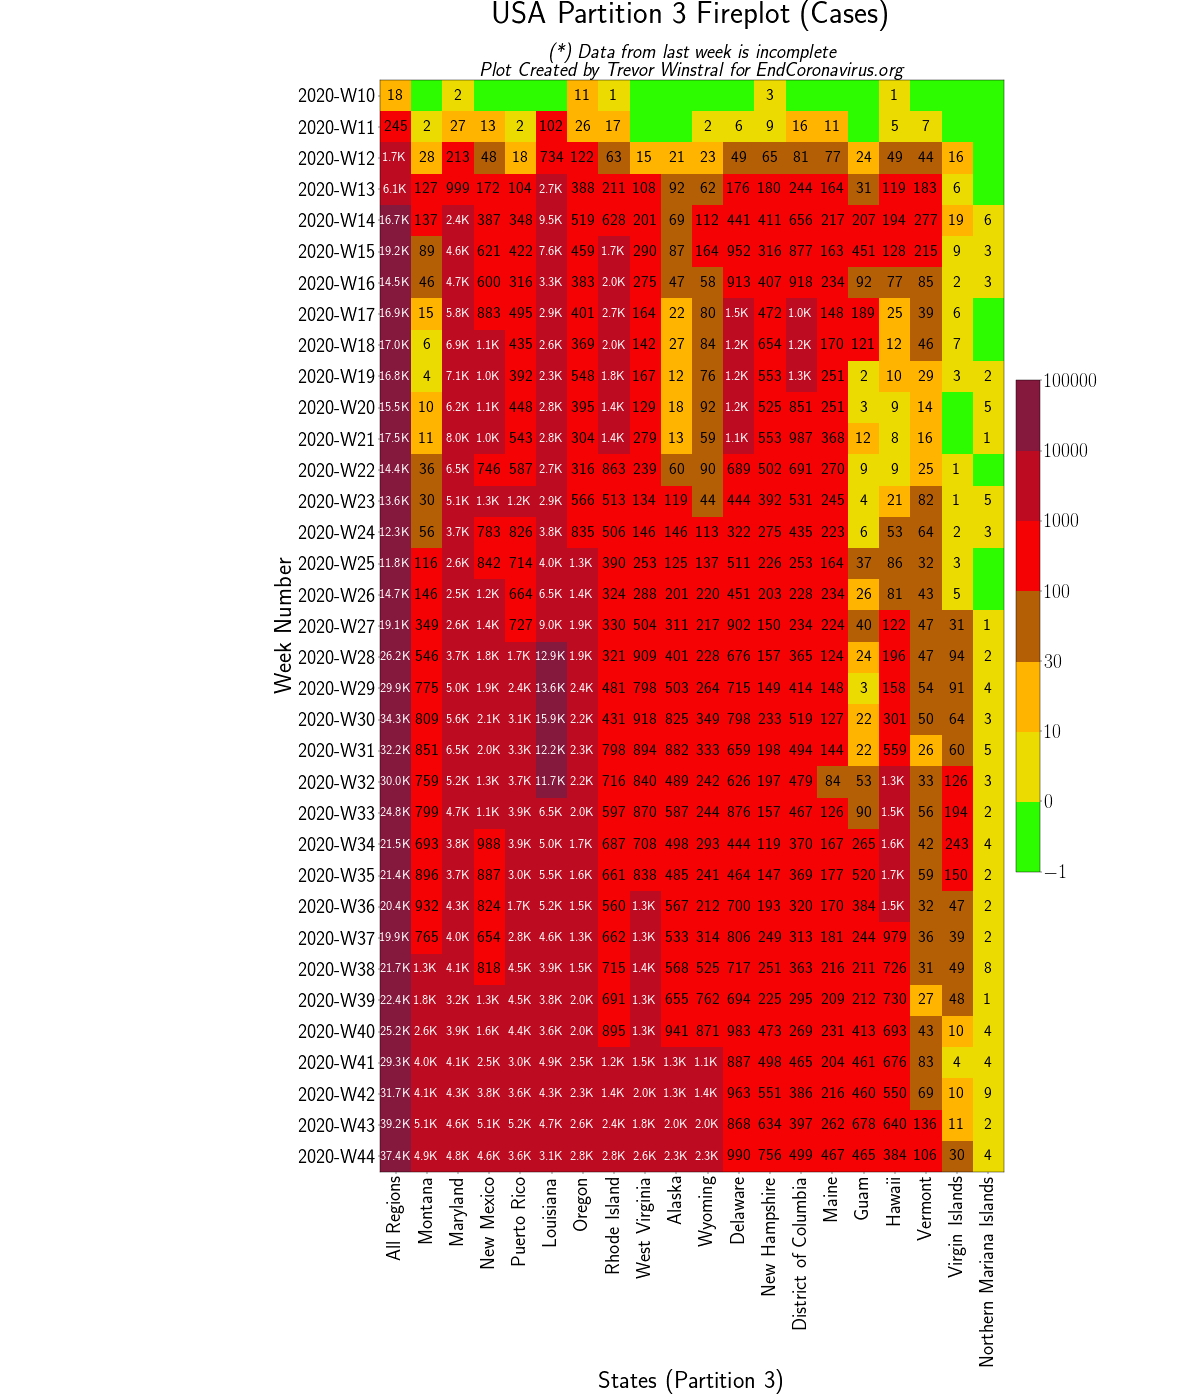 USA Partition 3 Fireplot (Cases)
(*) Data from last week is incomplete
Plot Created by Trevor Winstral for EndCoronavirus.org
2020-W10 18 2 11 1 3 1
2020-W11 245 2 27 13 2 102 26 17 2 6 9 16 11 5 7
2020-W12 1.7K 28 213 48 18 734 122 63 15 21 23 49 65 81 77 24 49 44 16
2020-W13 6.1K 127 999 172 104 2.7K 388 211 108 92 62 176 180 244 164 31 119 183 6
2020-W14 16.7K 137 2.4K 387 348 9.5K 519 628 201 69 112 441 411 656 217 207 194 277 19 6
2020-W15 19.2K 89 4.6K 621 422 7.6K 459 1.7K 290 87 164 952 316 877 163 451 128 215 9 3
2020-W16 14.5K 46 4.7K 600 316 3.3K 383 2.0K 275 47 58 913 407 918 234 92 77 85 2 3
2020-W17 16.9K 15 5.8K 883 495 2.9K 401 2.7K 164 22 80 1.5K 472 1.0K 148 189 25 39 6
2020-W18 17.0K 6 6.9K 1.1K 435 2.6K 369 2.0K 142 27 84 1.2K 654 1.2K 170 121 12 46 7
2020-W19 16.8K 4 7.1K 1.0K 392 2.3K 548 1.8K 167 12 76 1.2K 553 1.3K 251 2 10 29 3 2
2020-W20 15.5K 10 6.2K 1.1K 448 2.8K 395 1.4K 129 18 92 1.2K 525 851 251 3 9 14 5
2020-W21 17.5K 11 8.0K 1.0K 543 2.8K 304 1.4K 279 13 59 1.1K 553 987 368 12 8 16 1
2020-W22 14.4K 36 6.5K 746 587 2.7K 316 863 239 60 90 689 502 691 270 9 9 25 1
2020-W23 13.6K 30 5.1K 1.3K 1.2K 2.9K 566 513 134 119 44 444 392 531 245 4 21 82 1 5
2020-W24 12.3K 56 3.7K 783 826 3.8K 835 506 146 146 113 322 275 435 223 6 53 64 2 3
2020-W25 11.8K 116 2.6K 842 714 4.0K 1.3K 390 253 125 137 511 226 253 164 37 86 32 3
2020-W26 14.7K 146 2.5K 1.2K 664 6.5K 1.4K 324 288 201 220 451 203 228 234 26 81 43 5
2020-W27 19.1K 349 2.6K 1.4K 727 9.0K 1.9K 330 504 311 217 902 150 234 224 40 122 47 31 1
2020-W28 26.2K 546 3.7K 1.8K 1.7K 12.9K 1.9K 321 909 401 228 676 157 365 124 24 196 47 94 2
2020-W29 29.9K 775 5.0K 1.9K 2.4K 13.6K 2.4K 481 798 503 264 715 149 414 148 3 158 54 91 4
2020-W30 34.3K 809 5.6K 2.1K 3.1K 15.9K 2.2K 431 918 825 349 798 233 519 127 22 301 50 64 3
2020-W31 32.2K 851 6.5K 2.0K 3.3K 12.2K 2.3K 798 894 882 333 659 198 494 144 22 559 26 60 5
2020-W32 30.0K 759 5.2K 1.3K 3.7K 11.7K 2.2K 716 840 489 242 626 197 479 84 53 1.3K 33 126 3
2020-W33 24.8K 799 4.7K 1.1K 3.9K 6.5K 2.0K 597 870 587 244 876 157 467 126 90 1.5K 56 194 2
2020-W34 21.5K 693 3.8K 988 3.9K 5.0K 1.7K 687 708 498 293 444 119 370 167 265 1.6K 42 243 4
2020-W35 21.4K 896 3.7K 887 3.0K 5.5K 1.6K 661 838 485 241 464 147 369 177 520 1.7K 59 150 2
2020-W36 20.4K 932 4.3K 824 1.7K 5.2K 1.5K 560 1.3K 567 212 700 193 320 170 384 1.5K 32 47 2
2020-W37 19.9K 765 4.0K 654 2.8K 4.6K 1.3K 662 1.3K 533 314 806 249 313 181 244 979 36 39 2
2020-W38 21.7K 1.3K 4.1K 818 4.5K 3.9K 1.5K 715 1.4K 568 525 717 251 363 216 211 726 31 49 8
2020-W39 22.4K 1.8K 3.2K 1.3K 4.5K 3.8K 2.0K 691 1.3K 655 762 694 225 295 209 212 730 27 48 1
2020-W40 25.2K 2.6K 3.9K 1.6K 4.4K 3.6K 2.0K 895 1.3K 941 871 983 473 269 231 413 693 43 10 4
2020-W41 29.3K 4.0K 4.1K 2.5K 3.0K 4.9K 2.5K 1.2K 1.5K 1.3K 1.1K 887 498 465 204 461 676 83 4 4
2020-W42 31.7K 4.1K 4.3K 3.8K 3.6K 4.3K 2.3K 1.4K 2.0K 1.3K 1.4K 963 551 386 216 460 550 69 10 9
2020-W43 39.2K 5.1K 4.6K 5.1K 5.2K 4.7K 2.6K 2.4K 1.8K 2.0K 2.0K 868 634 397 262 678 640 136 11 2
2020-W44 37.4K 4.9K 4.8K 4.6K 3.6K 3.1K 2.8K 2.8K 2.6K 2.3K 2.3K 990 756 499 467 465 384 106 30 4
Week Number
All Regions
Montana
Maryland
New Mexico
Puerto Rico
Louisiana
Oregon
Rhode Island
West Virginia
Alaska
Wyoming
Delaware
New Hampshire
District of Columbia
Maine
Guam
Hawaii
Vermont
Virgin Islands
Northern Mariana Islands
States (Partition 3)
100000
10000
1000
100
30
10
0
−1